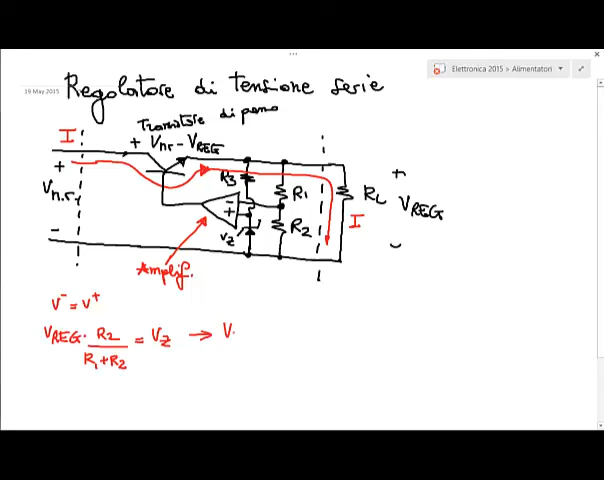 Elettronica 2015 > Alimentatori
19 May 2015
Regolatore di tensione serie
Transistore di passo
I
+ Vnr - VREG
+
Vn.r.
-
R3
R1
R2
-
+
VZ
RL
I
+
VREG
-
Amplif.
V⁻ = V⁺
VREG · R2 / R1+R2 = VZ → V